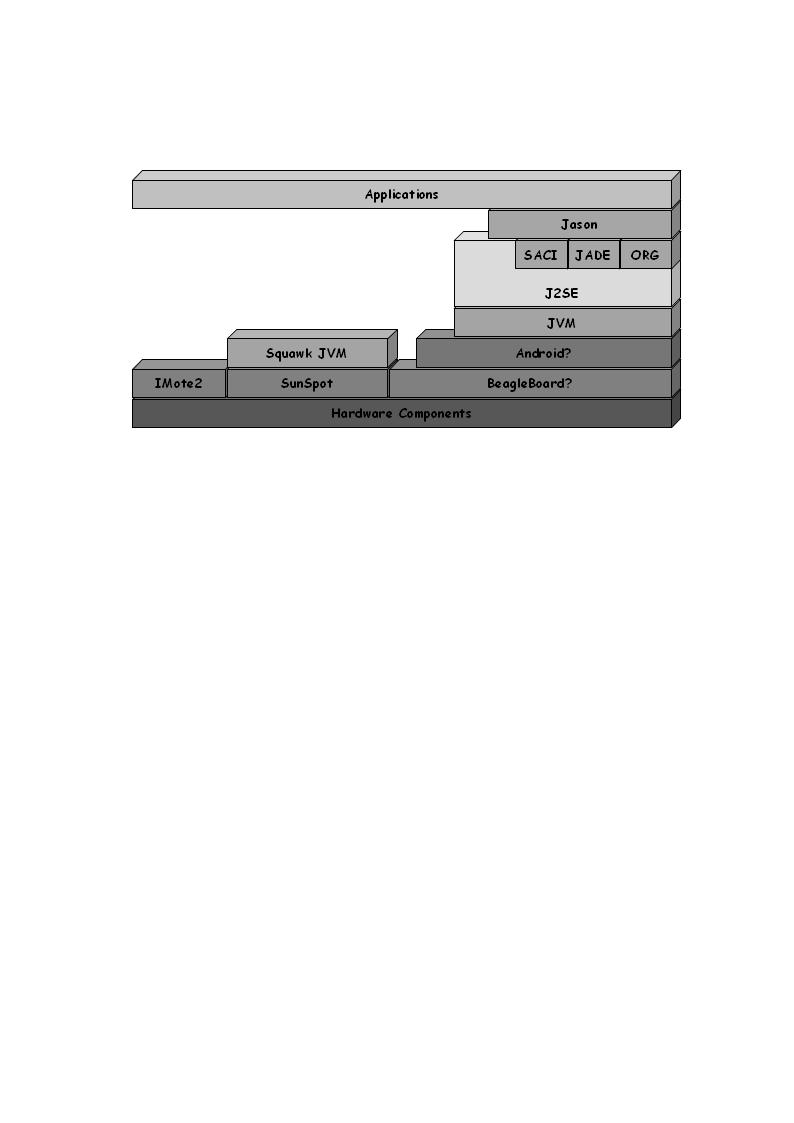 Applications
Jason
SACI JADE ORG
J2SE
JVM
Squawk JVM Android?
IMote2 SunSpot BeagleBoard?
Hardware Components